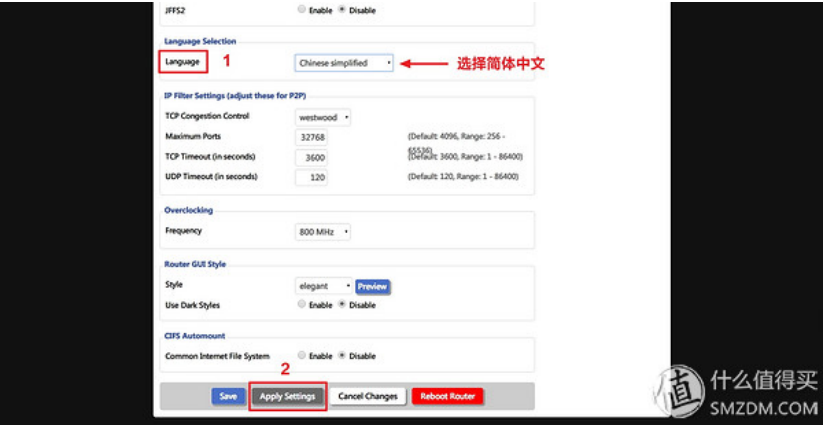 JFFS2 Enable Disable
Language Selection
Language 1 Chinese simplified 选择简体中文
IP Filter Settings (adjust these for P2P)
TCP Congestion Control westwood
Maximum Ports 32768 (Default: 4096, Range: 256 -
65536)
TCP Timeout (in seconds) 3600 (Default: 3600, Range: 1 - 86400)
UDP Timeout (in seconds) 120 (Default: 120, Range: 1 - 86400)
Overclocking
Frequency 800 MHz
Router GUI Style
Style elegant Preview
Use Dark Styles Enable Disable
CIFS Automount
Common Internet File System Enable Disable
2
Save Apply Settings Cancel Changes Reboot Router
值 什么值得买
SMZDM.COM